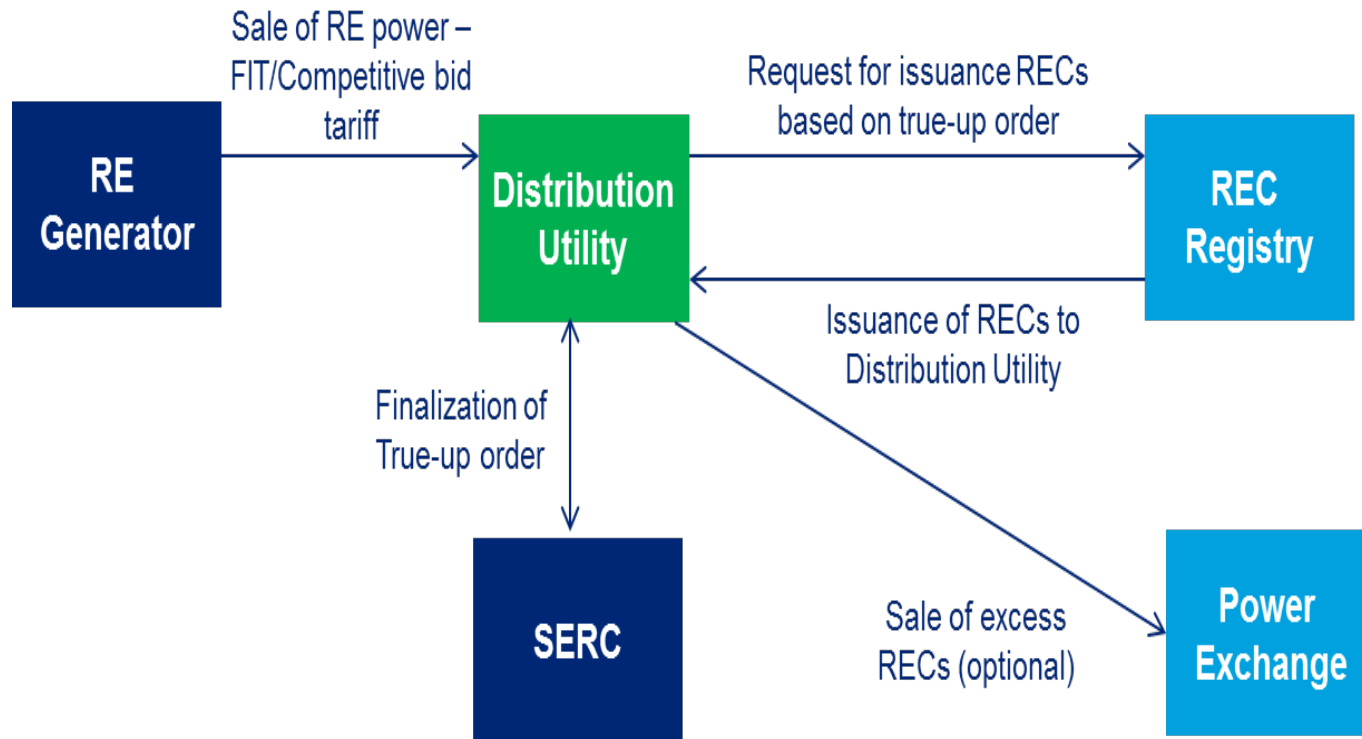 Sale of RE power –
FIT/Competitive bid
tariff
Request for issuance RECs
based on true-up order
RE
Generator
Distribution
Utility
REC
Registry
Issuance of RECs to
Distribution Utility
Finalization of
True-up order
SERC
Sale of excess
RECs (optional)
Power
Exchange